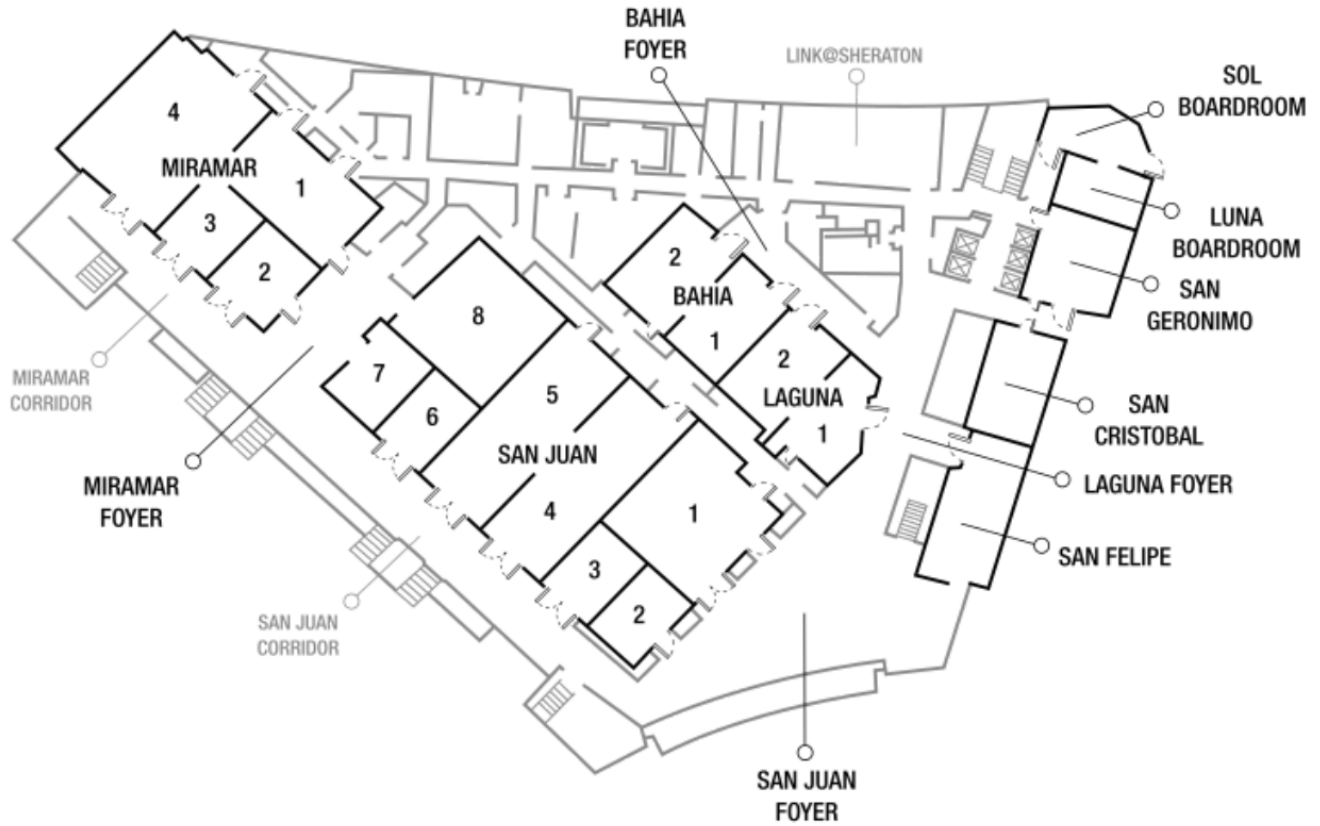 BAHIA
FOYER
LINK@SHERATON
SOL
BOARDROOM
4
MIRAMAR
1
3
2
LUNA
BOARDROOM
2
BAHIA
1
SAN
GERONIMO
8
7
6
5
SAN JUAN
4
2
LAGUNA
1
MIRAMAR
CORRIDOR
SAN
CRISTOBAL
MIRAMAR
FOYER
LAGUNA FOYER
1
3
2
SAN FELIPE
SAN JUAN
CORRIDOR
SAN JUAN
FOYER